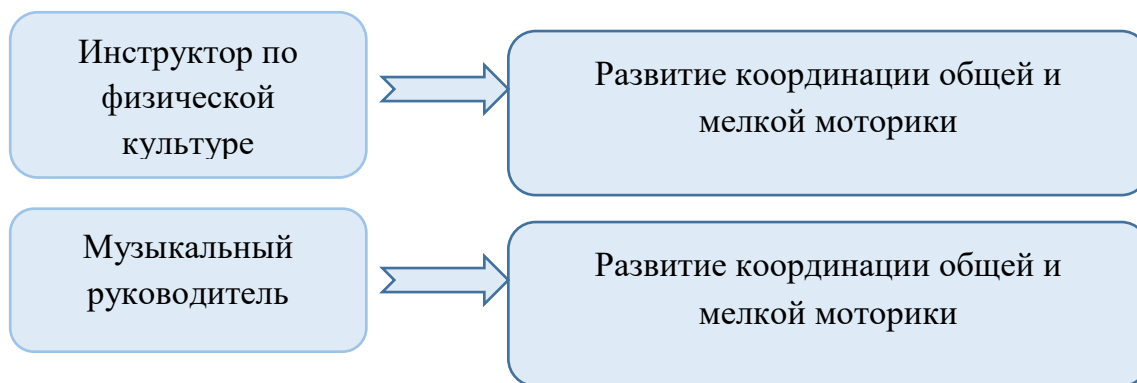 Инструктор по
физической
культуре
Развитие координации общей и
мелкой моторики
Музыкальный
руководитель
Развитие координации общей и
мелкой моторики